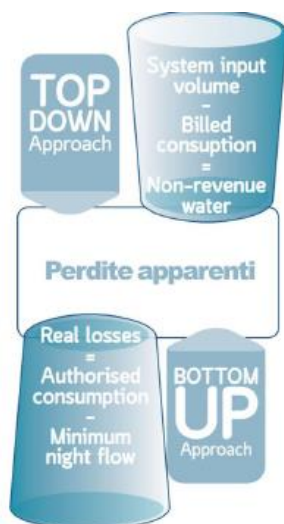 TOP
DOWN
Approach
System input
volume
-
Billed
consuption
=
Non-revenue
water
Perdite apparenti
Real losses
=
Authorised
consumption
-
Minimum
night flow
BOTTOM
UP
Approach